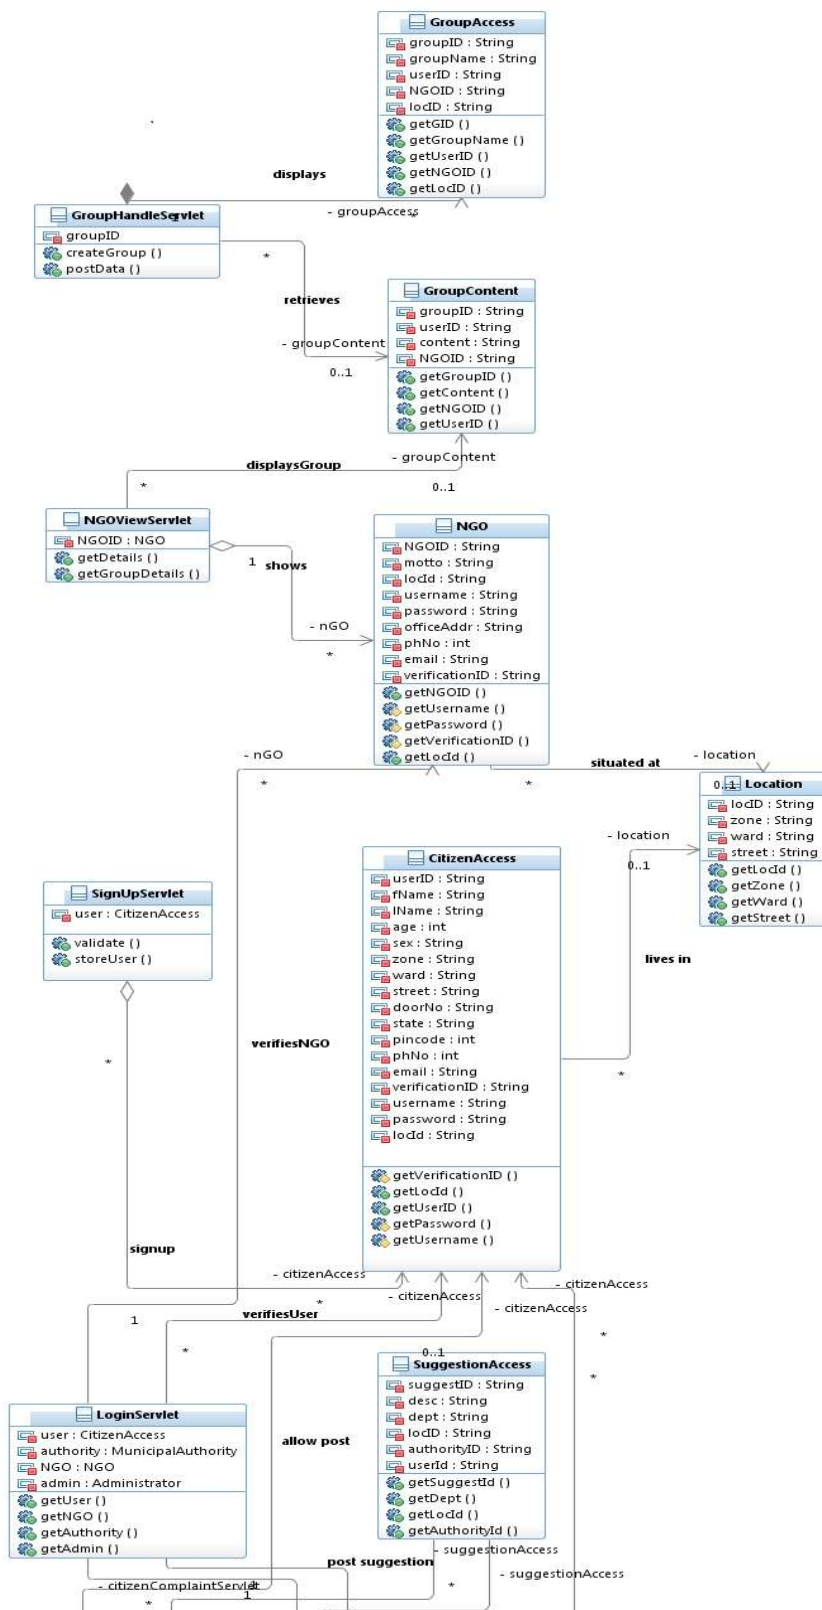 GroupAccess
groupID : String
groupName : String
userID : String
NGOID : String
locID : String
getGID ()
getGroupName ()
getUserID ()
getNGOID ()
getLocID ()
displays
- groupAccess
*
GroupHandleServlet
1
groupID
createGroup ()
postData ()
*
retrieves
- groupContent
0..1
GroupContent
groupID : String
userID : String
content : String
NGOID : String
getGroupID ()
getContent ()
getNGOID ()
getUserID ()
displaysGroup
- groupContent
*
0..1
NGOViewServlet
NGOID : NGO
getDetails ()
getGroupDetails ()
1
shows
- nGO
*
NGO
NGOID : String
motto : String
locId : String
username : String
password : String
officeAddr : String
phNo : int
email : String
verificationID : String
getNGOID ()
getUsername ()
getPassword ()
getVerificationID ()
getLocId ()
- nGO
*
*
situated at
- location
0..1
Location
locID : String
zone : String
ward : String
street : String
getLocId ()
getZone ()
getWard ()
getStreet ()
- location
0..1
lives in
*
CitizenAccess
userID : String
fName : String
lName : String
age : int
sex : String
zone : String
ward : String
street : String
doorNo : String
state : String
pincode : int
phNo : int
email : String
verificationID : String
username : String
password : String
locId : String
getVerificationID ()
getLocId ()
getUserID ()
getPassword ()
getUsername ()
SignUpServlet
user : CitizenAccess
validate ()
storeUser ()
*
verifiesNGO
signup
- citizenAccess
*
- citizenAccess
- citizenAccess
- citizenAccess
1
verifiesUser
*
*
*
0..1
SuggestionAccess
suggestID : String
desc : String
dept : String
locID : String
authorityID : String
userId : String
getSuggestId ()
getDept ()
getLocId ()
getAuthorityId ()
LoginServlet
user : CitizenAccess
authority : MunicipalAuthority
NGO : NGO
admin : Administrator
getUser ()
getNGO ()
getAuthority ()
getAdmin ()
allow post
post suggestion
- suggestionAccess
- suggestionAccess
*
- citizenComplaintServlet
1
*